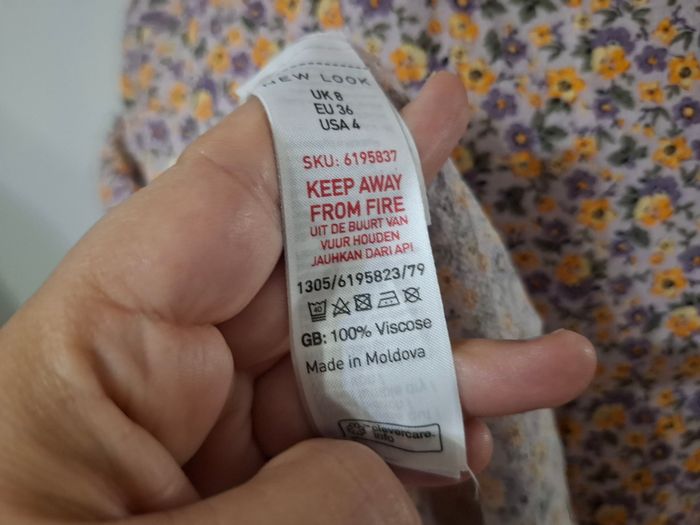 NEW LOOK
UK 8
EU 36
USA 4
SKU: 6195837
KEEP AWAY
FROM FIRE
UIT DE BUURT VAN
VUUR HOUDEN
JAUHKAN DARI API
1305/6195823/79
40
GB: 100% Viscose
Made in Moldova
clevercare.
info